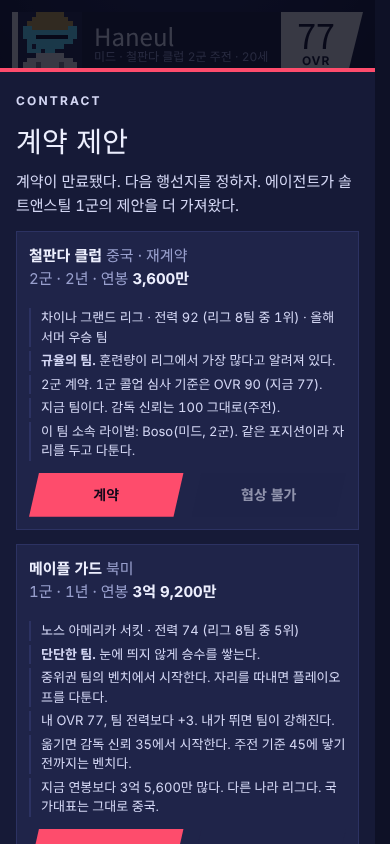 Haneul
미드 · 철판다 클럽 2군 주전 · 20세
77
OVR
CONTRACT
계약 제안
계약이 만료됐다. 다음 행선지를 정하자. 에이전트가 솔
트앤스틸 1군의 제안을 더 가져왔다.
철판다 클럽 중국 · 재계약
2군 · 2년 · 연봉 3,600만
차이나 그랜드 리그 · 전력 92 (리그 8팀 중 1위) · 올해
서머 우승 팀
규율의 팀. 훈련량이 리그에서 가장 많다고 알려져 있다.
2군 계약. 1군 콜업 심사 기준은 OVR 90 (지금 77).
지금 팀이다. 감독 신뢰는 100 그대로(주전).
이 팀 소속 라이벌: Boso(미드, 2군). 같은 포지션이라 자
리를 두고 다툰다.
계약
협상 불가
메이플 가드 북미
1군 · 1년 · 연봉 3억 9,200만
노스 아메리카 서킷 · 전력 74 (리그 8팀 중 5위)
단단한 팀. 눈에 띄지 않게 승수를 쌓는다.
중위권 팀의 벤치에서 시작한다. 자리를 따내면 플레이오
프를 다툰다.
내 OVR 77, 팀 전력보다 +3. 내가 뛰면 팀이 강해진다.
옮기면 감독 신뢰 35에서 시작한다. 주전 기준 45에 닿기
전까지는 벤치다.
지금 연봉보다 3억 5,600만 많다. 다른 나라 리그다. 국
가대표는 그대로 중국.